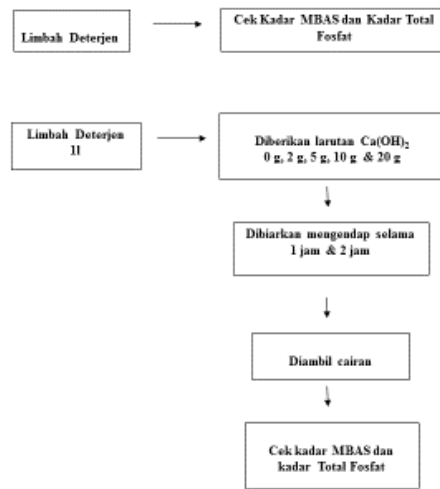 Limbah Deterjen
Cek Kadar MBAS dan Kadar Total
Fosfat
Limbah Deterjen
1l
Diberikan larutan Ca(OH)₂
0 g, 2 g, 5 g, 10 g & 20 g
Dibiarkan mengendap selama
1 jam & 2 jam
Diambil cairan
Cek kadar MBAS dan
kadar Total Fosfat